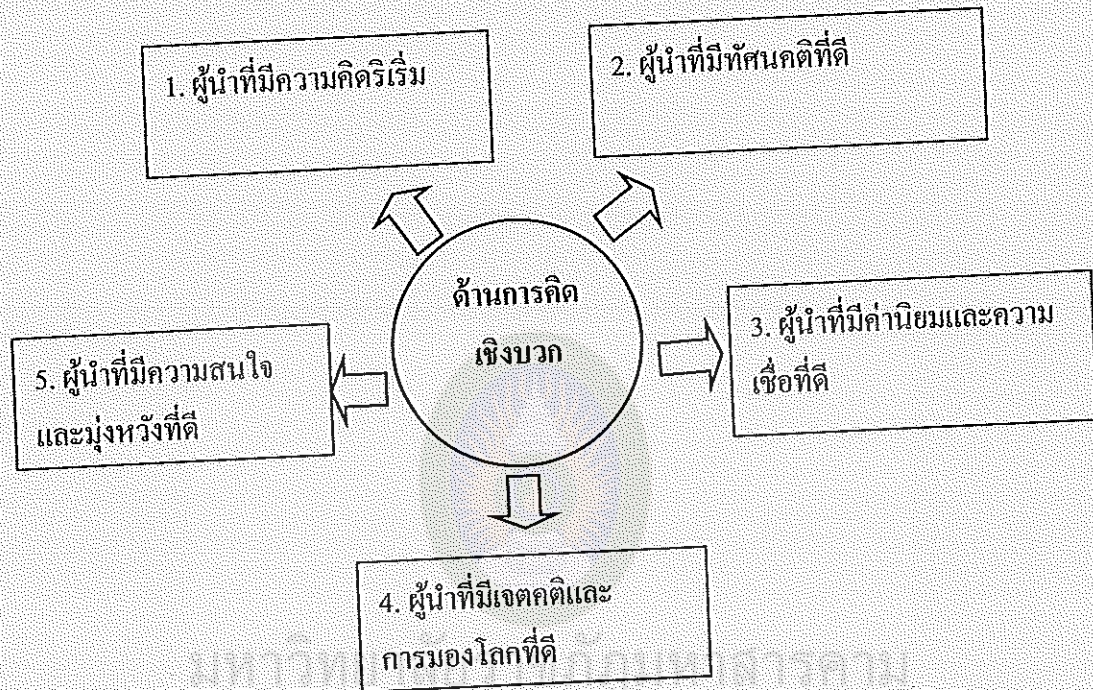 1. ผู้นำที่มีความคิดริเริ่ม
2. ผู้นำที่มีทัศนคติที่ดี
ด้านการคิด
เชิงบวก
3. ผู้นำที่มีค่านิยมและความ
เชื่อที่ดี
5. ผู้นำที่มีความสนใจ
และมุ่งหวังที่ดี
4. ผู้นำที่มีเจตคติและ
การมองโลกที่ดี